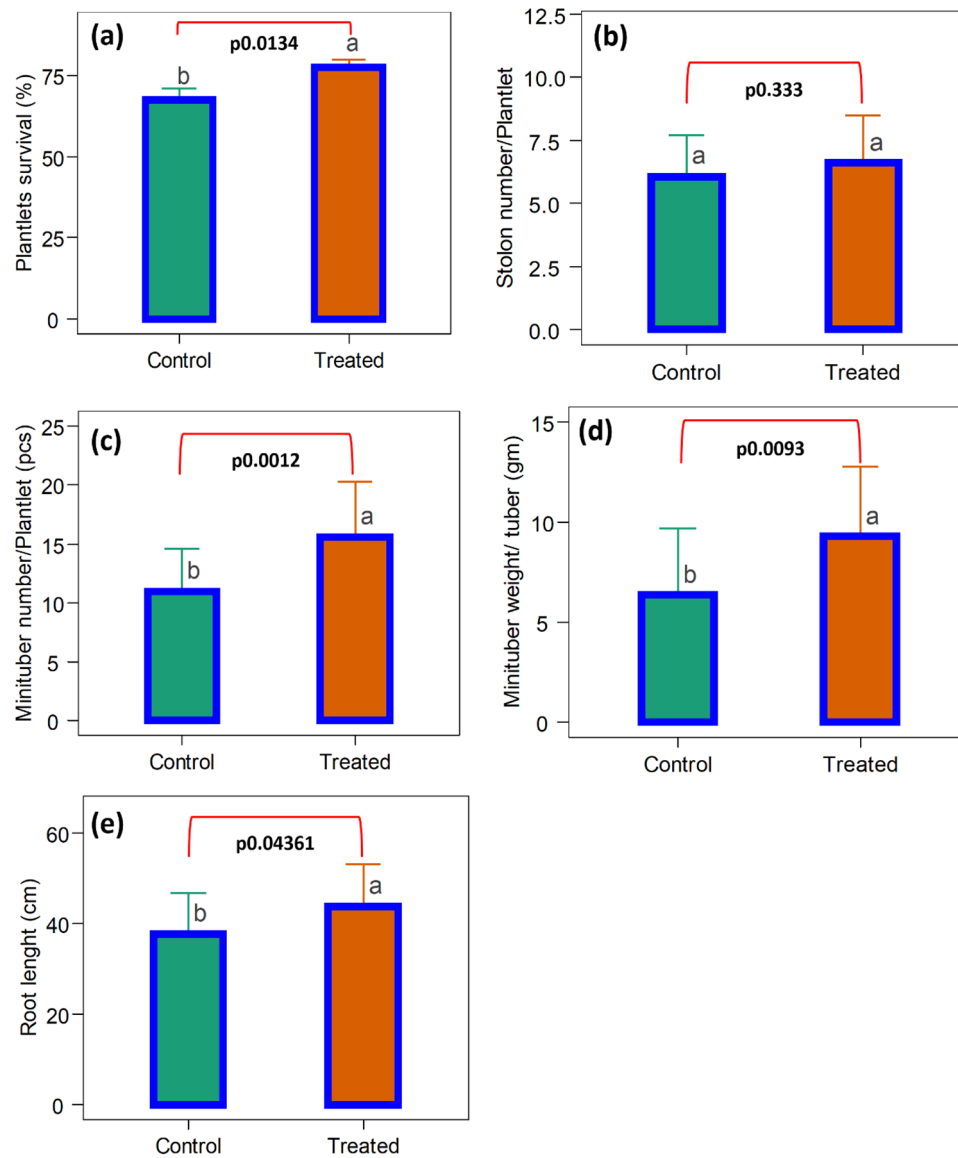 (a)
p0.0134
b
a
Plantlets survival (%)
75
50
25
0
Control Treated
(b)
p0.333
a
a
Stolon number/Plantlet
12.5
10.0
7.5
5.0
2.5
0.0
Control Treated
(c)
p0.0012
b
a
Minituber number/Plantlet (pcs)
25
20
15
10
5
0
Control Treated
(d)
p0.0093
b
a
Minituber weight/ tuber (gm)
15
10
5
0
Control Treated
(e)
p0.04361
b
a
Root lenght (cm)
60
40
20
0
Control Treated